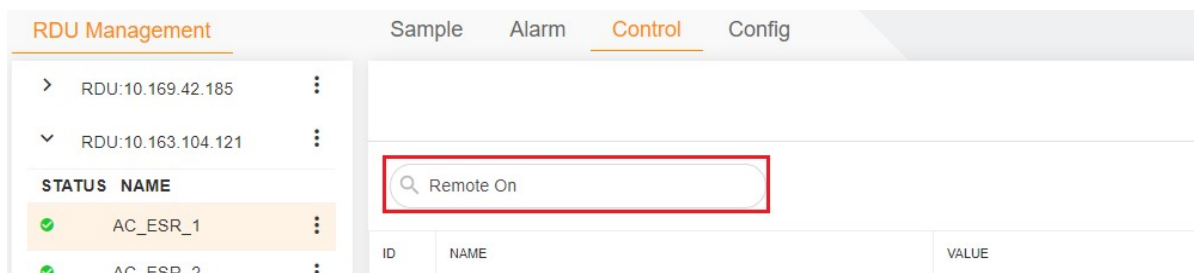 RDU Management Sample Alarm Control Config
RDU:10.169.42.185
RDU:10.163.104.121
STATUS NAME
Remote On
AC_ESR_1
ID NAME VALUE
AC_ESR_2